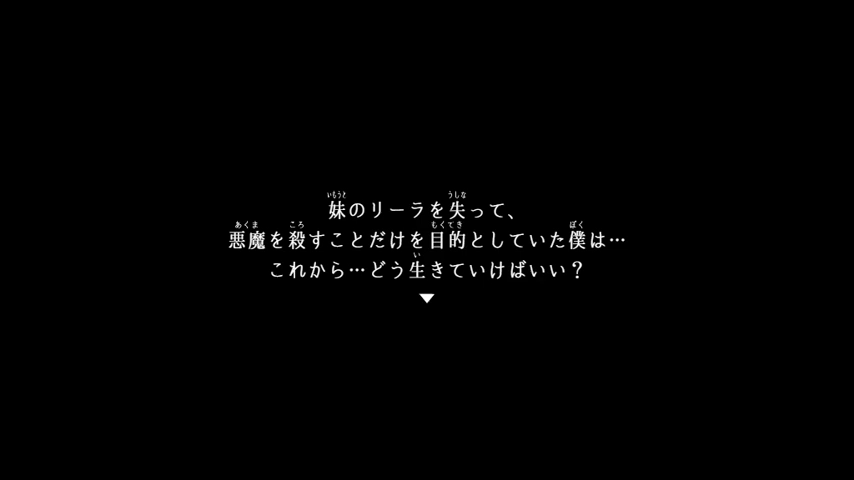 妹のリーラを失って、
悪魔を殺すことだけを目的としていた僕は…
これから…どう生きていけばいい？